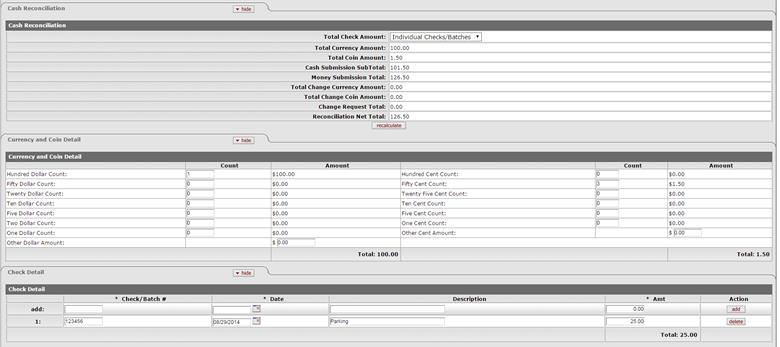 Cash Reconciliation ▼ hide
Cash Reconciliation
Total Check Amount: Individual Checks/Batches ▼
Total Currency Amount: 100.00
Total Coin Amount: 1.50
Cash Submission SubTotal: 101.50
Money Submission Total: 126.50
Total Change Currency Amount: 0.00
Total Change Coin Amount: 0.00
Change Request Total: 0.00
Reconciliation Net Total: 126.50
recalculate
Currency and Coin Detail ▼ hide
Currency and Coin Detail
Count Amount Count Amount
Hundred Dollar Count: 1 $100.00 Hundred Cent Count: 0 $0.00
Fifty Dollar Count: 0 $0.00 Fifty Cent Count: 3 $1.50
Twenty Dollar Count: 0 $0.00 Twenty Five Cent Count: 0 $0.00
Ten Dollar Count: 0 $0.00 Ten Cent Count: 0 $0.00
Five Dollar Count: 0 $0.00 Five Cent Count: 0 $0.00
Two Dollar Count: 0 $0.00 One Cent Count: 0 $0.00
One Dollar Count: 0 $0.00 Other Cent Amount: $ 0.00
Other Dollar Amount: $ 0.00
Total: 100.00 Total: 1.50
Check Detail ▼ hide
Check Detail
* Check/Batch # * Date Description * Amt Action
add: 0.00 add
1: 123456 08/29/2014 Parking 25.00 delete
Total: 25.00